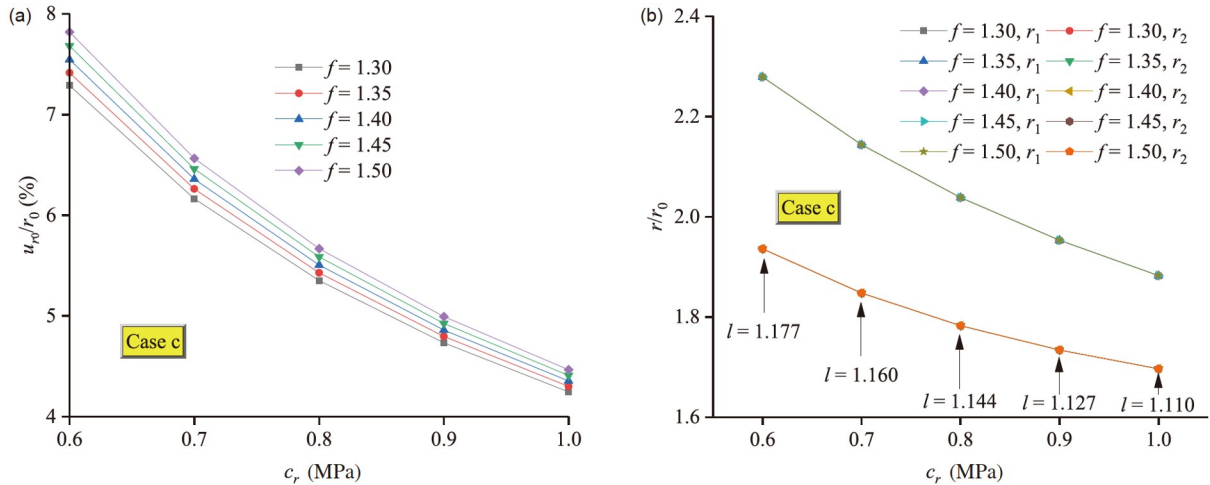 (a)
8
7
6
5
4
u_{r0}/r_0 (%)
f = 1.30
f = 1.35
f = 1.40
f = 1.45
f = 1.50
Case c
0.6 0.7 0.8 0.9 1.0
c_r (MPa)
(b)
2.4
2.2
2.0
1.8
1.6
r/r_0
f = 1.30, r_1 f = 1.30, r_2
f = 1.35, r_1 f = 1.35, r_2
f = 1.40, r_1 f = 1.40, r_2
f = 1.45, r_1 f = 1.45, r_2
f = 1.50, r_1 f = 1.50, r_2
Case c
l = 1.177
l = 1.160
l = 1.144
l = 1.127
l = 1.110
0.6 0.7 0.8 0.9 1.0
c_r (MPa)